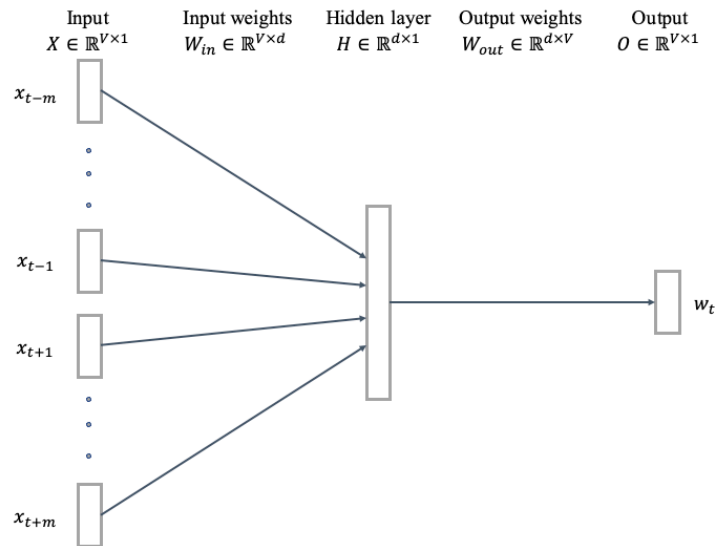 Input Input weights Hidden layer Output weights Output
X ∈ ℝ^{V×1} W_{in} ∈ ℝ^{V×d} H ∈ ℝ^{d×1} W_{out} ∈ ℝ^{d×V} O ∈ ℝ^{V×1}
x_{t−m}
x_{t−1}
w_t
x_{t+1}
x_{t+m}